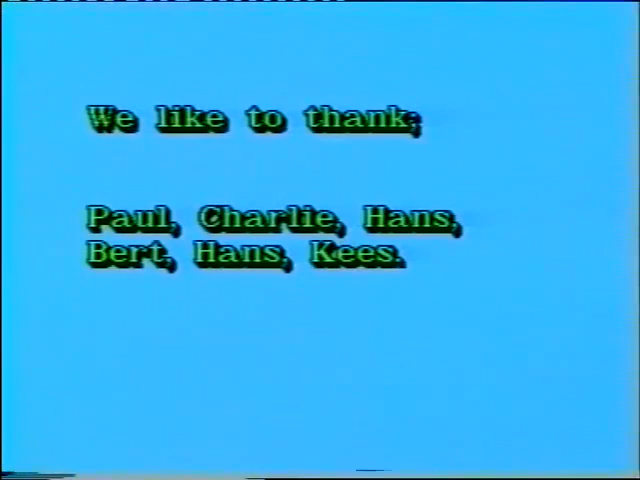 We like to thank;
Paul, Charlie, Hans,
Bert, Hans, Kees.